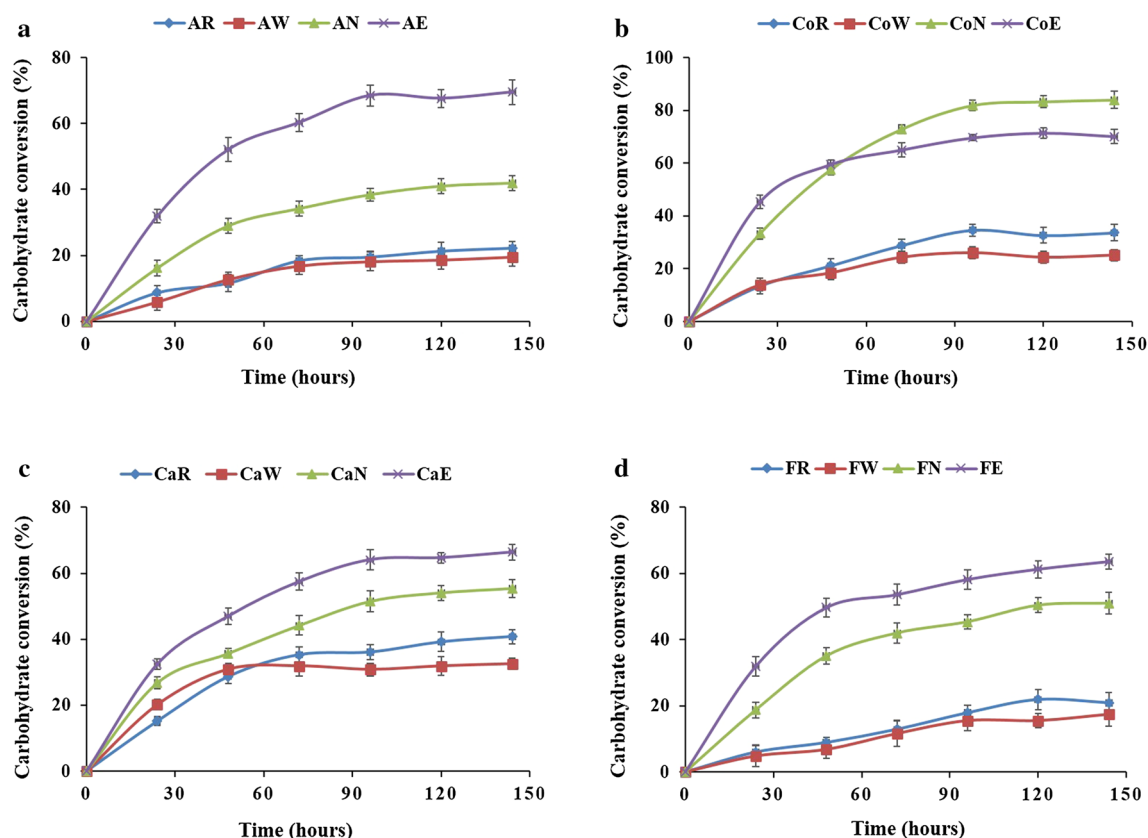 a
AR AW AN AE
Carbohydrate conversion (%)
80
60
40
20
0
0 30 60 90 120 150
Time (hours)
b
CoR CoW CoN CoE
Carbohydrate conversion (%)
100
80
60
40
20
0
0 30 60 90 120 150
Time (hours)
c
CaR CaW CaN CaE
Carbohydrate conversion (%)
80
60
40
20
0
0 30 60 90 120 150
Time (hours)
d
FR FW FN FE
Carbohydrate conversion (%)
80
60
40
20
0
0 30 60 90 120 150
Time (hours)